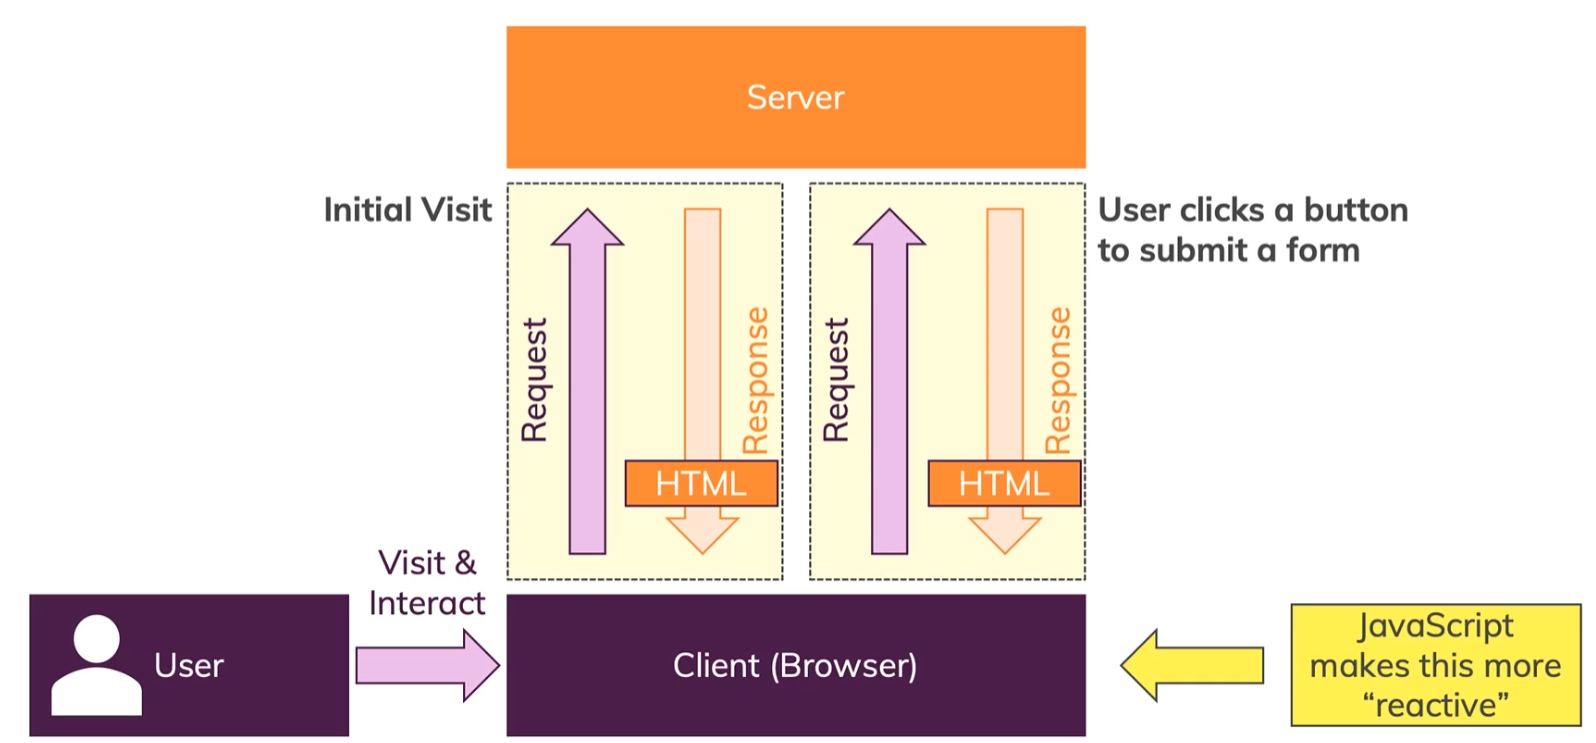 Server
Initial Visit
Request
Response
HTML
Request
Response
HTML
User clicks a button
to submit a form
Visit &
Interact
User
Client (Browser)
JavaScript
makes this more
“reactive”